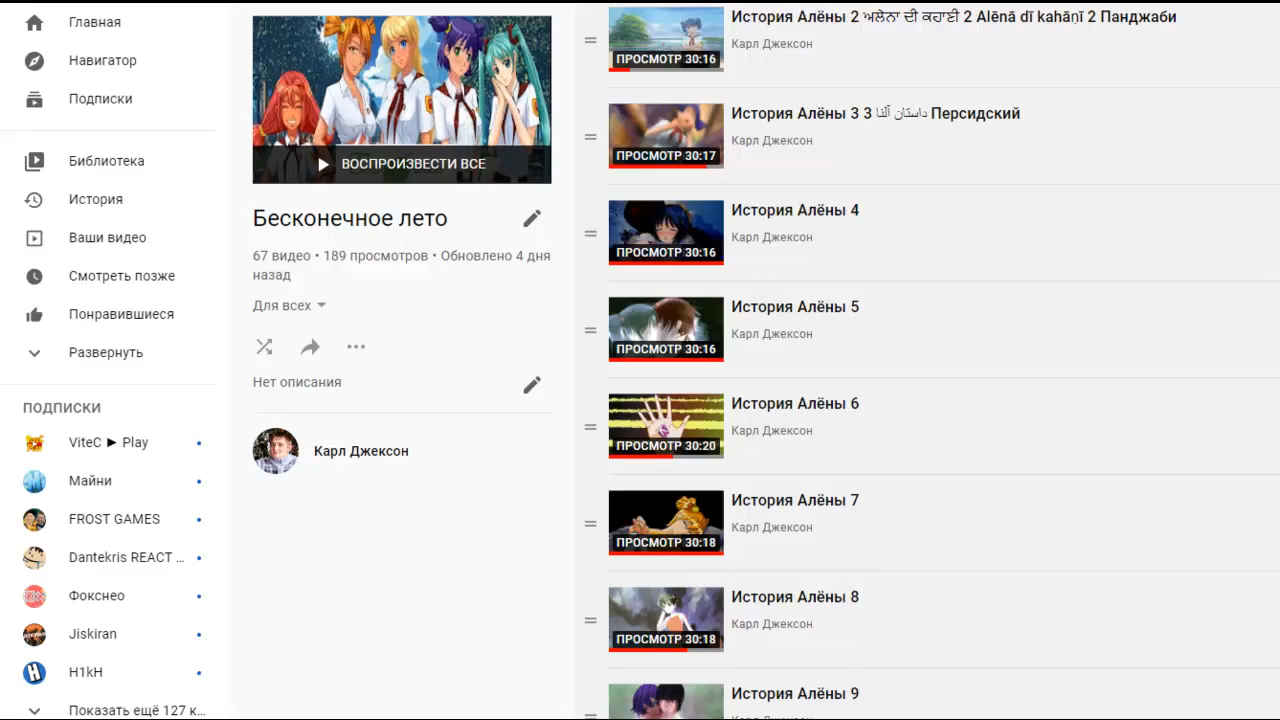 Главная
Навигатор
Подписки
Библиотека
История
Ваши видео
Смотреть позже
Понравившиеся
Развернуть
ПОДПИСКИ
ViteC ► Play
Майни
FROST GAMES
Dantekris REACT ...
Фокснео
Jiskiran
H1kH
Показать ещё 127 к...
ВОСПРОИЗВЕСТИ ВСЕ
Бесконечное лето
67 видео • 189 просмотров • Обновлено 4 дня
назад
Для всех
Нет описания
Карл Джексон
История Алёны 2 ਅਲੇਨਾ ਦੀ ਕਹਾਣੀ 2 Alēnā dī kahāṇī 2 Панджаби
Карл Джексон
ПРОСМОТР 30:16
История Алёны 3 داستان آلنا 3 Персидский
Карл Джексон
ПРОСМОТР 30:17
История Алёны 4
Карл Джексон
ПРОСМОТР 30:16
История Алёны 5
Карл Джексон
ПРОСМОТР 30:16
История Алёны 6
Карл Джексон
ПРОСМОТР 30:20
История Алёны 7
Карл Джексон
ПРОСМОТР 30:18
История Алёны 8
Карл Джексон
ПРОСМОТР 30:18
История Алёны 9